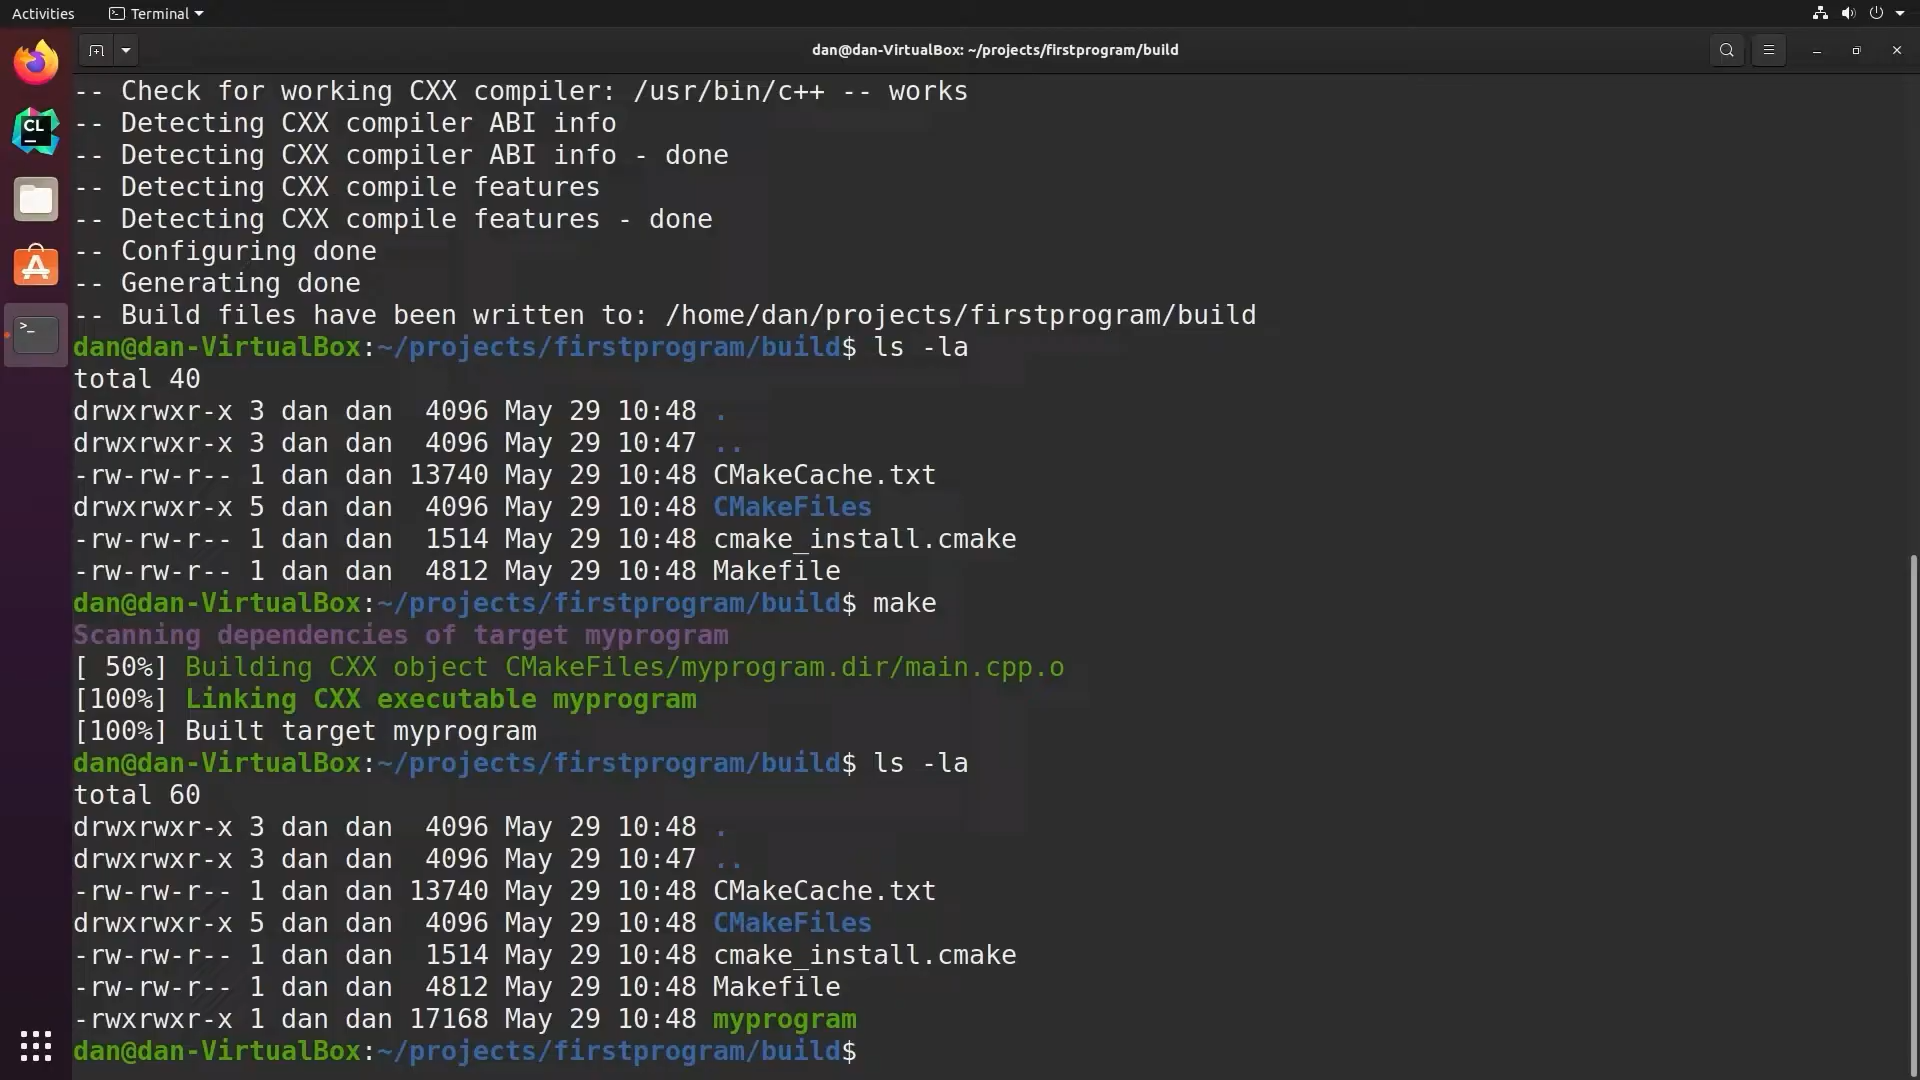 Activities
Terminal
dan@dan-VirtualBox: ~/projects/firstprogram/build
CL
-- Check for working CXX compiler: /usr/bin/c++ -- works
-- Detecting CXX compiler ABI info
-- Detecting CXX compiler ABI info - done
-- Detecting CXX compile features
-- Detecting CXX compile features - done
-- Configuring done
-- Generating done
-- Build files have been written to: /home/dan/projects/firstprogram/build
dan@dan-VirtualBox:~/projects/firstprogram/build$ ls -la
total 40
drwxrwxr-x 3 dan dan  4096 May 29 10:48 .
drwxrwxr-x 3 dan dan  4096 May 29 10:47 ..
-rw-rw-r-- 1 dan dan 13740 May 29 10:48 CMakeCache.txt
drwxrwxr-x 5 dan dan  4096 May 29 10:48 CMakeFiles
-rw-rw-r-- 1 dan dan  1514 May 29 10:48 cmake_install.cmake
-rw-rw-r-- 1 dan dan  4812 May 29 10:48 Makefile
dan@dan-VirtualBox:~/projects/firstprogram/build$ make
Scanning dependencies of target myprogram
[ 50%] Building CXX object CMakeFiles/myprogram.dir/main.cpp.o
[100%] Linking CXX executable myprogram
[100%] Built target myprogram
dan@dan-VirtualBox:~/projects/firstprogram/build$ ls -la
total 60
drwxrwxr-x 3 dan dan  4096 May 29 10:48 .
drwxrwxr-x 3 dan dan  4096 May 29 10:47 ..
-rw-rw-r-- 1 dan dan 13740 May 29 10:48 CMakeCache.txt
drwxrwxr-x 5 dan dan  4096 May 29 10:48 CMakeFiles
-rw-rw-r-- 1 dan dan  1514 May 29 10:48 cmake_install.cmake
-rw-rw-r-- 1 dan dan  4812 May 29 10:48 Makefile
-rwxrwxr-x 1 dan dan 17168 May 29 10:48 myprogram
dan@dan-VirtualBox:~/projects/firstprogram/build$